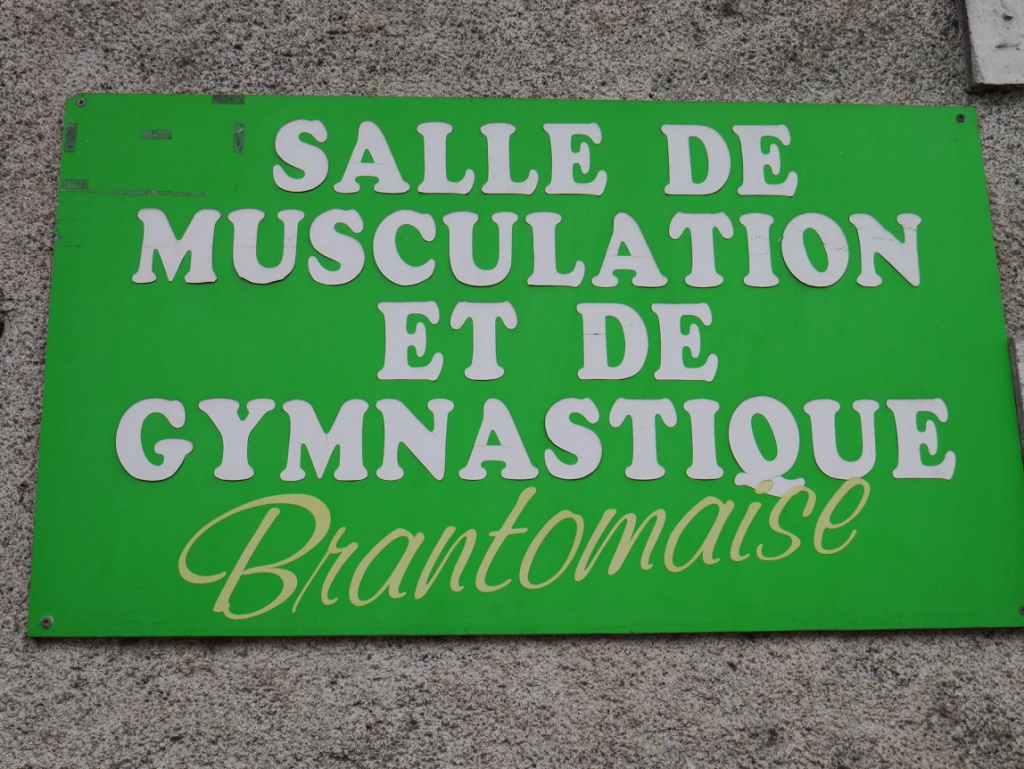 SALLE DE
MUSCULATION
ET DE
GYMNASTIQUE
Brantomaise